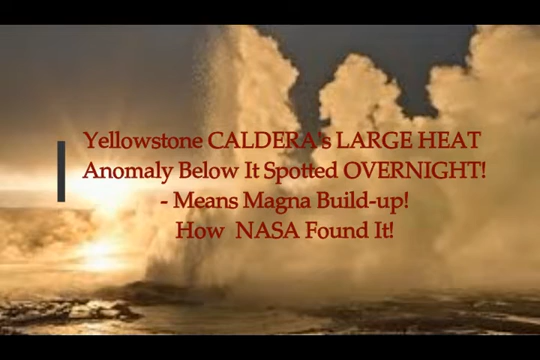 Yellowstone CALDERA's LARGE HEAT
Anomaly Below It Spotted OVERNIGHT!
- Means Magna Build-up!
How NASA Found It!